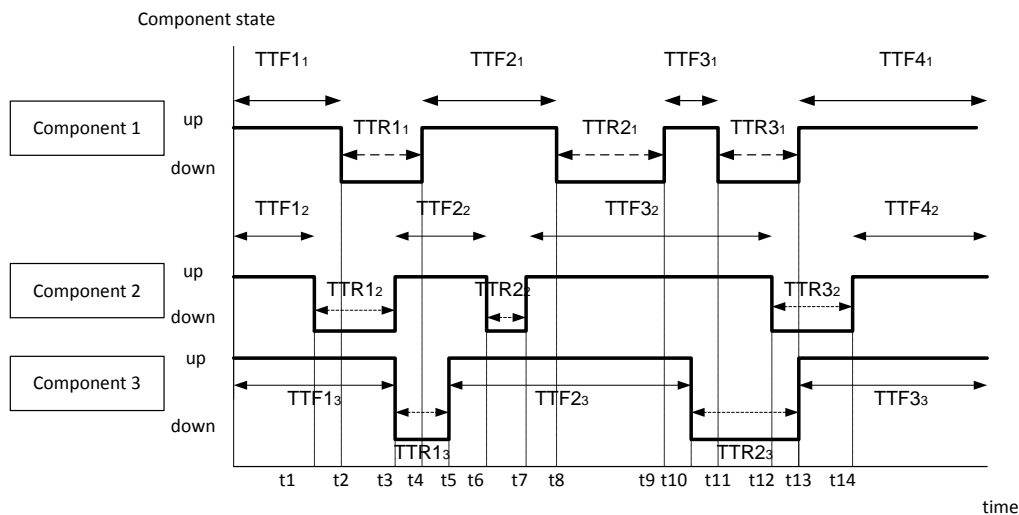 Component state
TTF1₁ TTF2₁ TTF3₁ TTF4₁
Component 1 up
TTR1₁ TTR2₁ TTR3₁
down
TTF1₂ TTF2₂ TTF3₂ TTF4₂
up
Component 2 TTR1₂ TTR2₂ TTR3₂
down
up
Component 3
TTF1₃ TTF2₃ TTF3₃
down
TTR1₃ TTR2₃
t1 t2 t3 t4 t5 t6 t7 t8 t9 t10 t11 t12 t13 t14
time